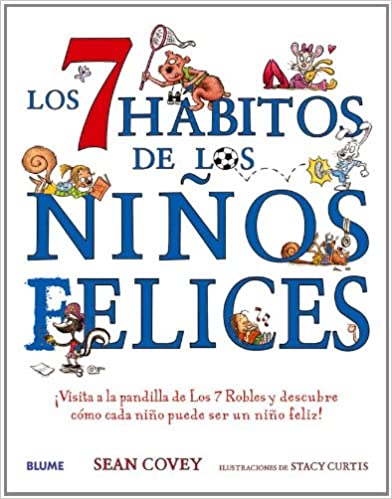 LOS 7 HÁBITOS
DE LOS
NIÑOS
FELICES
¡Visita a la pandilla de Los 7 Robles y descubre
cómo cada niño puede ser un niño feliz!
BLUME SEAN COVEY ILUSTRACIONES DE STACY CURTIS